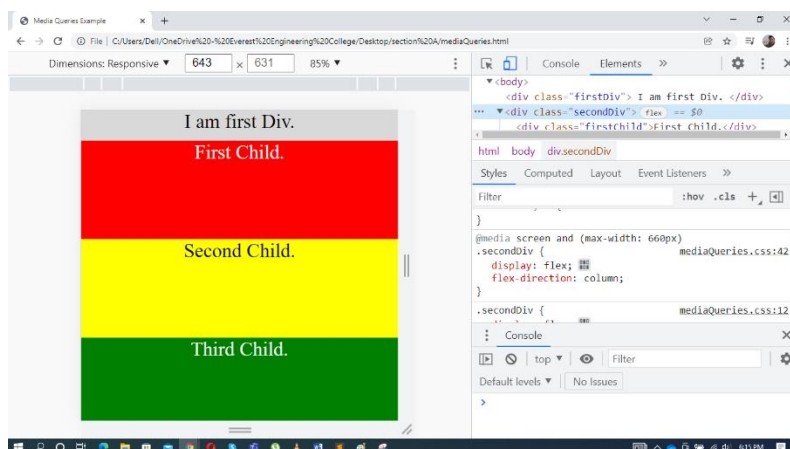 Media Queries Example
File | C:/Users/Dell/OneDrive%20-%20Everest%20Engineering%20College/Desktop/section%20A/mediaQueries.html
Dimensions: Responsive ▼ 643 × 631 85% ▼
Console Elements »
▼<body>
<div class="firstDiv"> I am first Div. </div>
▼<div class="secondDiv"> flex == $0
<div class="firstChild">First Child.</div>
html body div.secondDiv
Styles Computed Layout Event Listeners »
Filter :hov .cls +
}
@media screen and (max-width: 660px)
.secondDiv { mediaQueries.css:42
display: flex;
flex-direction: column;
}
.secondDiv { mediaQueries.css:12
Console
top ▼ Filter
Default levels ▼ No Issues
>
I am first Div.
First Child.
Second Child.
Third Child.
6:15 PM